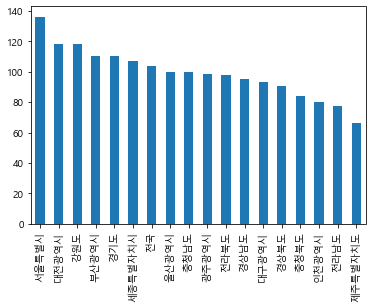 140
120
100
80
60
40
20
0
서울특별시
대전광역시
강원도
부산광역시
경기도
세종특별자치시
전국
울산광역시
충청남도
광주광역시
전라북도
경상남도
대구광역시
경상북도
충청북도
인천광역시
전라남도
제주특별자치도